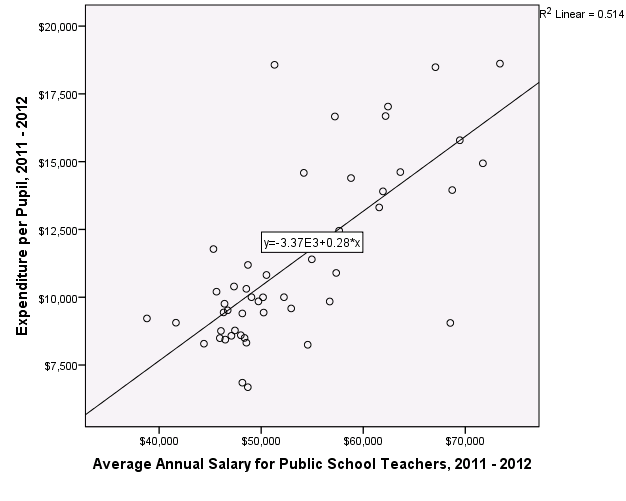 R2 Linear = 0.514
$20,000
$17,500
$15,000
$12,500
$10,000
$7,500
Expenditure per Pupil, 2011 - 2012
y=-3.37E3+0.28*x
$40,000 $50,000 $60,000 $70,000
Average Annual Salary for Public School Teachers, 2011 - 2012